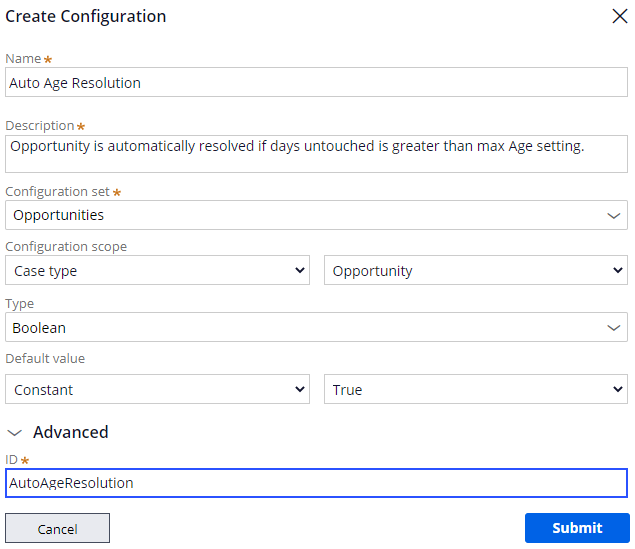 Create Configuration
Name *
Auto Age Resolution
Description *
Opportunity is automatically resolved if days untouched is greater than max Age setting.
Configuration set *
Opportunities
Configuration scope
Case type Opportunity
Type
Boolean
Default value
Constant True
Advanced
ID *
AutoAgeResolution
Cancel Submit